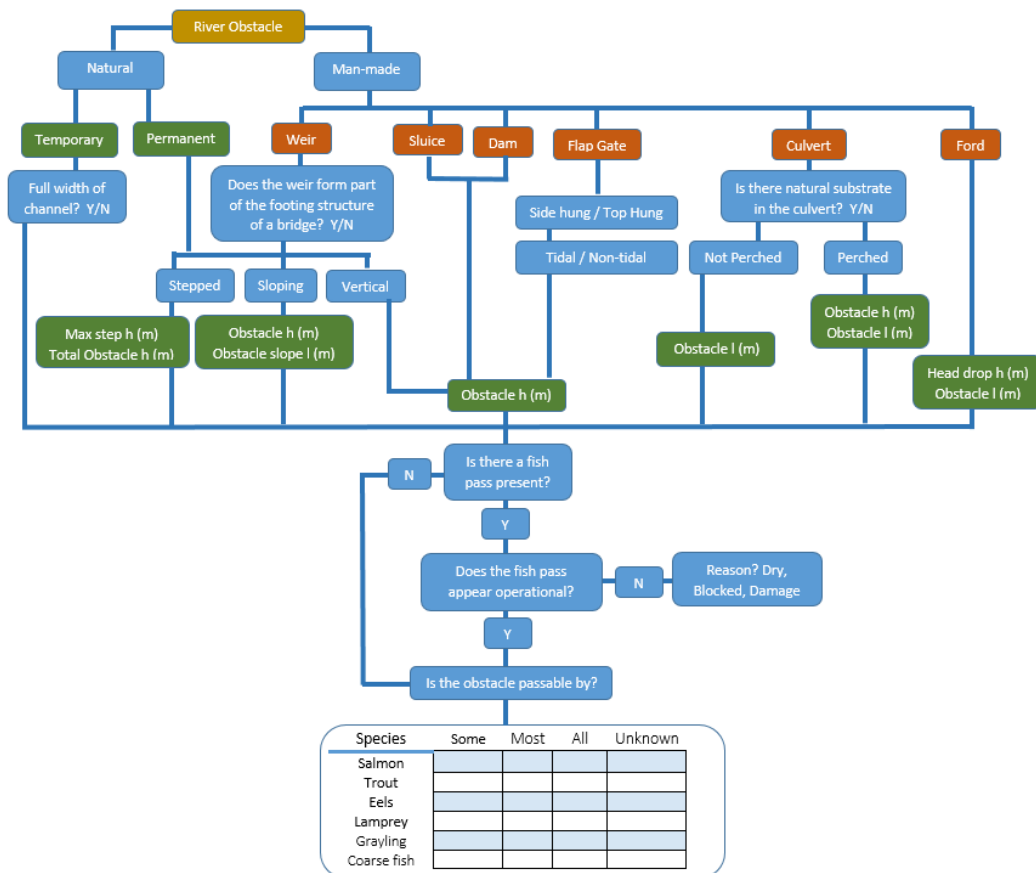 River Obstacle
Natural
Man-made
Temporary
Permanent
Weir
Sluice
Dam
Flap Gate
Culvert
Ford
Full width of
channel? Y/N
Does the weir form part
of the footing structure
of a bridge? Y/N
Side hung / Top Hung
Is there natural substrate
in the culvert? Y/N
Tidal / Non-tidal
Not Perched
Perched
Stepped
Sloping
Vertical
Max step h (m)
Total Obstacle h (m)
Obstacle h (m)
Obstacle slope l (m)
Obstacle h (m)
Obstacle l (m)
Obstacle l (m)
Head drop h (m)
Obstacle l (m)
Obstacle h (m)
Is there a fish
pass present?
N
Y
Does the fish pass
appear operational?
N
Reason? Dry,
Blocked, Damage
Y
Is the obstacle passable by?
Species Some Most All Unknown
Salmon
Trout
Eels
Lamprey
Grayling
Coarse fish